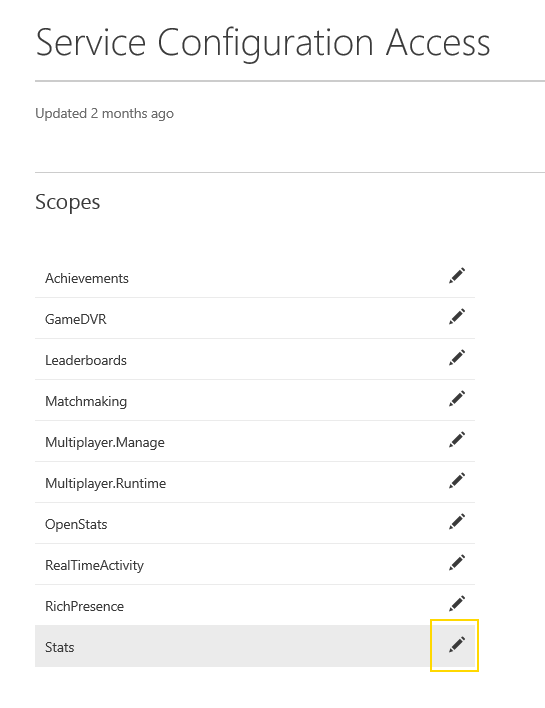 Service Configuration Access
Updated 2 months ago
Scopes
Achievements
GameDVR
Leaderboards
Matchmaking
Multiplayer.Manage
Multiplayer.Runtime
OpenStats
RealTimeActivity
RichPresence
Stats